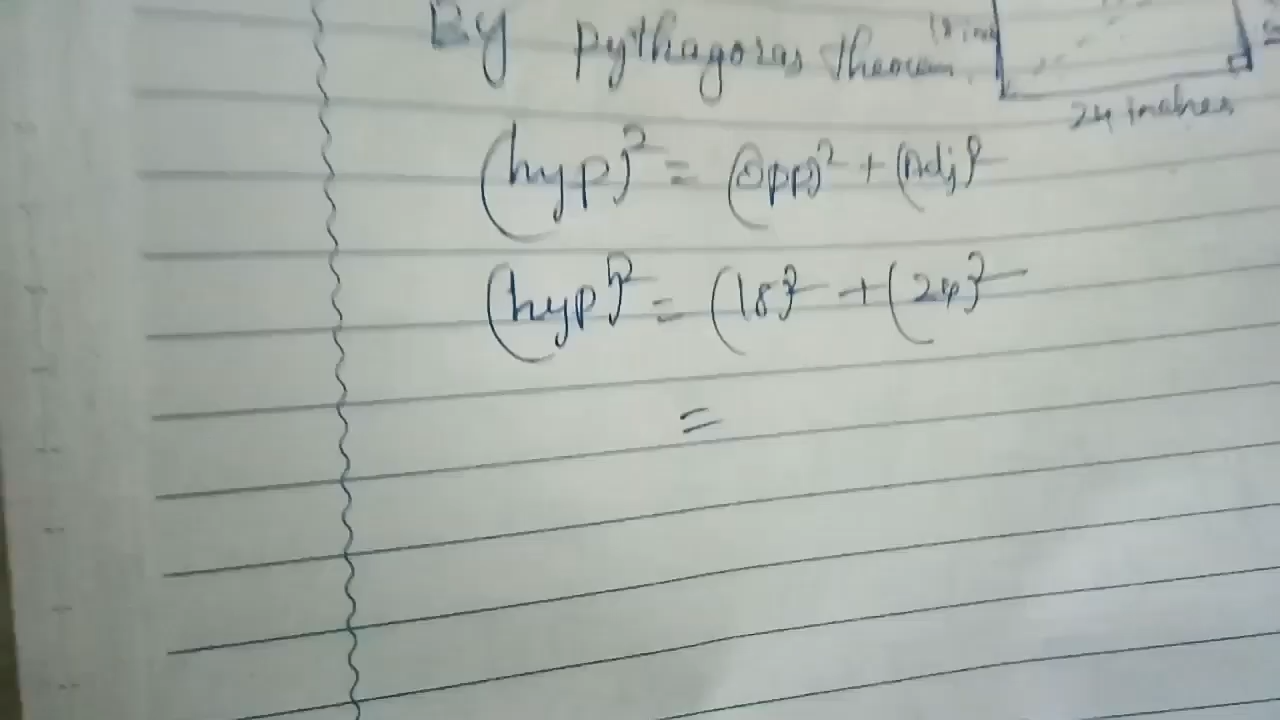 By pythagoras theorem.
24 inches
(hyp)² = (Opp)² + (Adj)²
(hyp)² = (18)² + (24)²
=